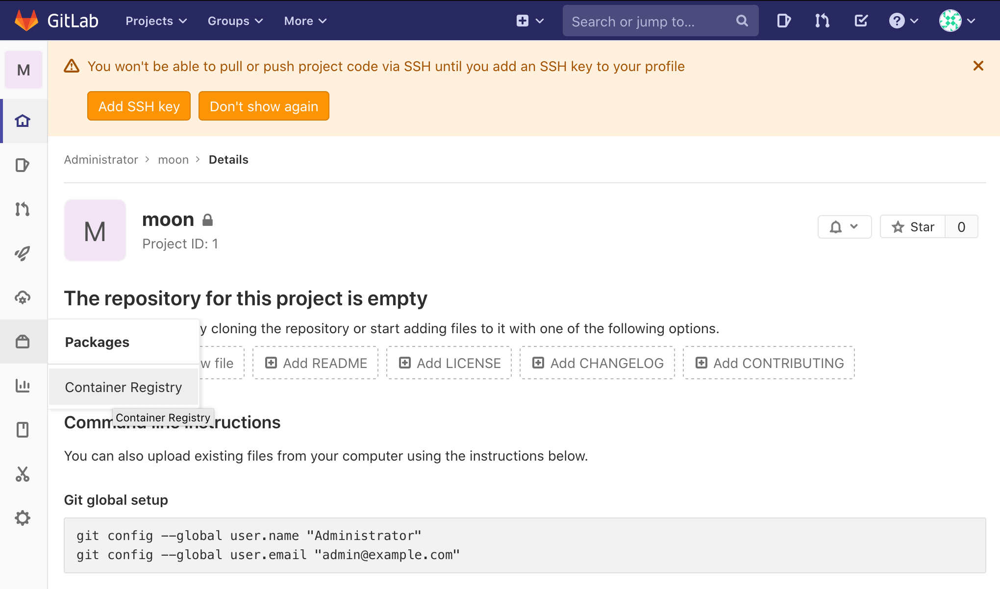 GitLab Projects Groups More Search or jump to...
M
You won't be able to pull or push project code via SSH until you add an SSH key to your profile
Add SSH key Don't show again
Administrator > moon > Details
M
moon
Project ID: 1
Star 0
The repository for this project is empty
y cloning the repository or start adding files to it with one of the following options.
Packages
w file Add README Add LICENSE Add CHANGELOG Add CONTRIBUTING
Container Registry
Container Registry
Command line instructions
You can also upload existing files from your computer using the instructions below.
Git global setup
git config --global user.name "Administrator"
git config --global user.email "admin@example.com"